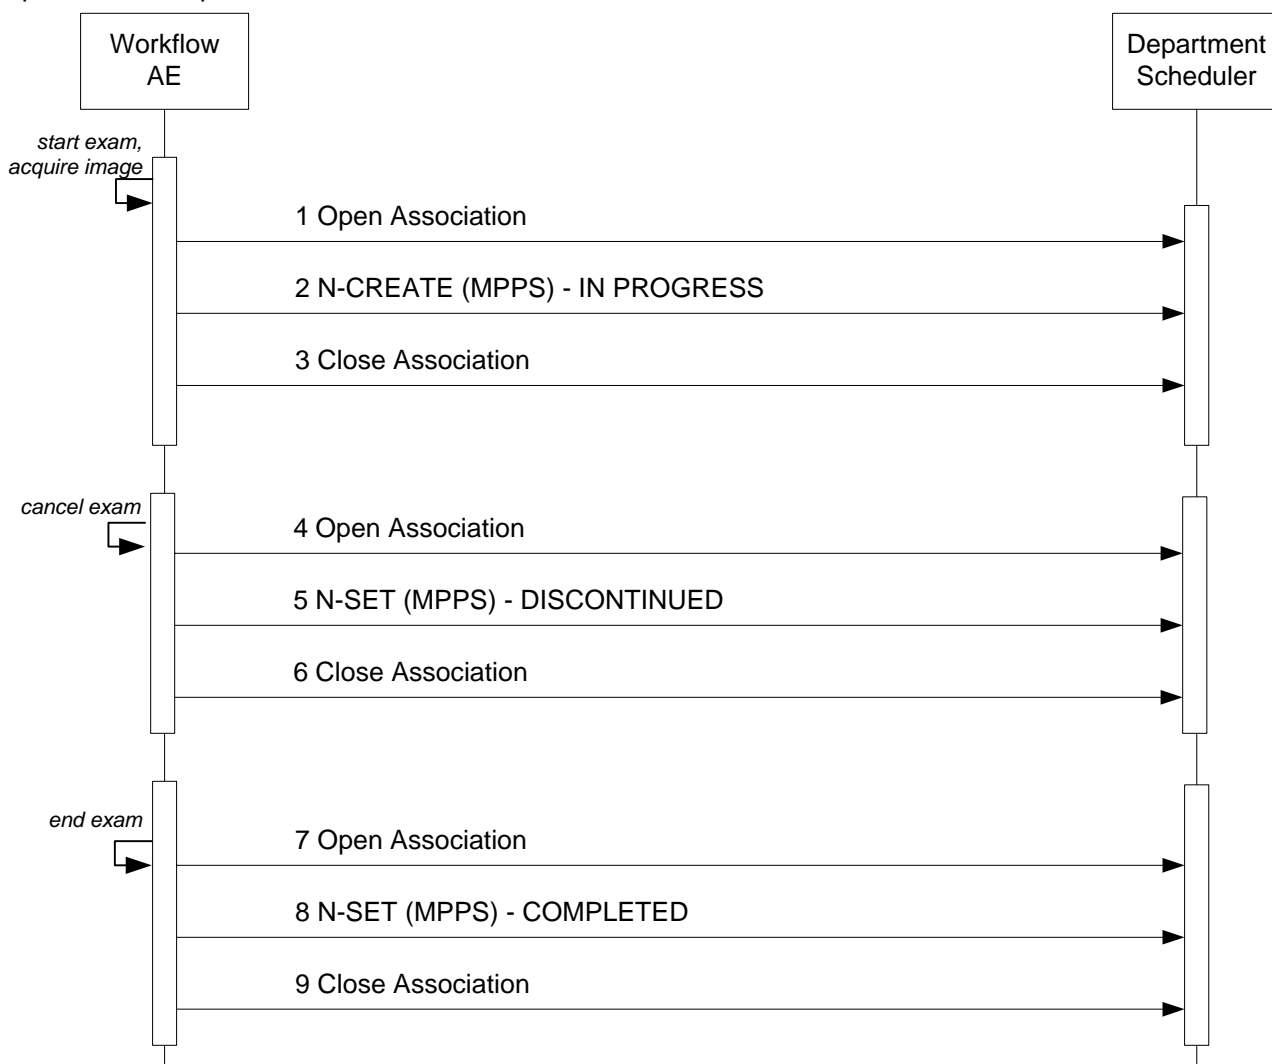 Workflow
AE
Department
Scheduler
start exam,
acquire image
1 Open Association
2 N-CREATE (MPPS) - IN PROGRESS
3 Close Association
cancel exam
4 Open Association
5 N-SET (MPPS) - DISCONTINUED
6 Close Association
end exam
7 Open Association
8 N-SET (MPPS) - COMPLETED
9 Close Association